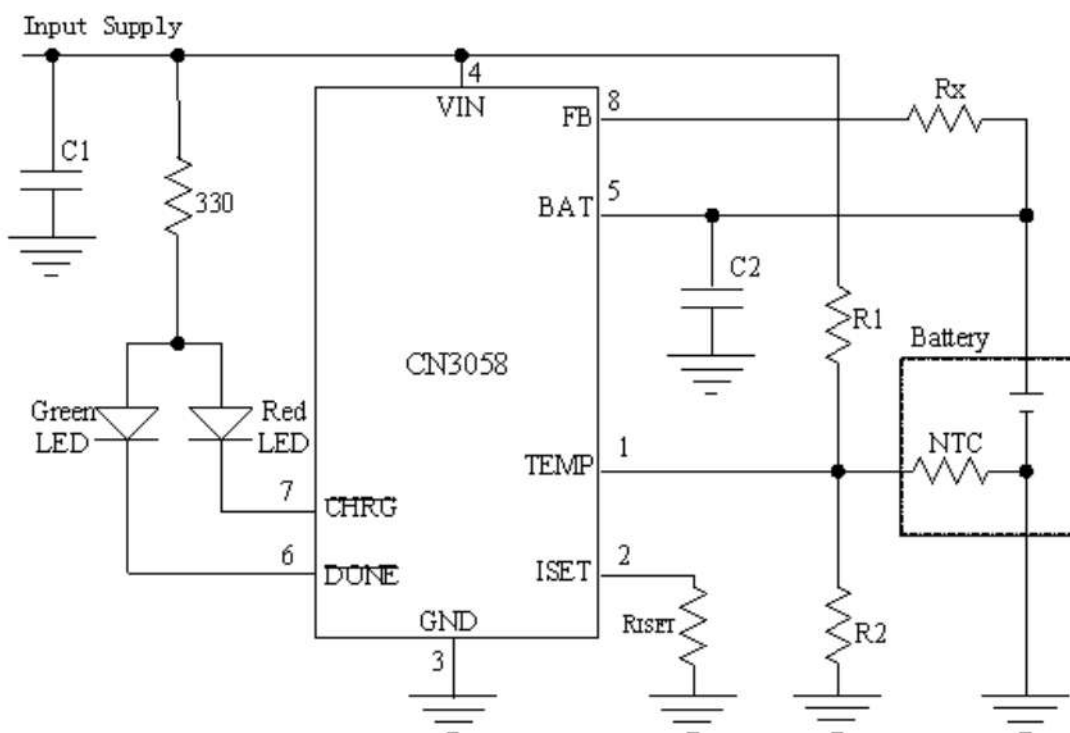 Input Supply
4
VIN
8
Rx
FB
C1
330
5
BAT
C2
R1
CN3058
Battery
Green
LED
Red
LED
1
NTC
TEMP
7
CHRG
2
6
DONE
ISET
GND
RISET
R2
3